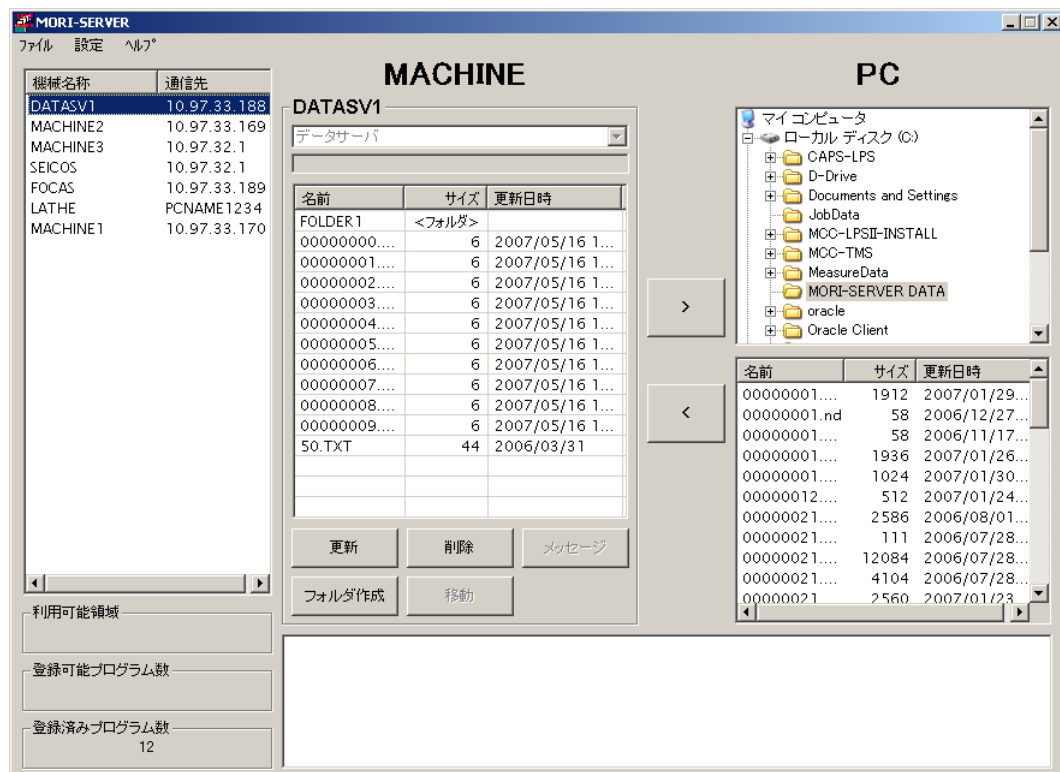 MORI-SERVER
ﾌｧｲﾙ 設定 ﾍﾙﾌﾟ
機械名称 通信先
DATASV1 10.97.33.188
MACHINE2 10.97.33.169
MACHINE3 10.97.32.1
SEICOS 10.97.32.1
FOCAS 10.97.33.189
LATHE PCNAME1234
MACHINE1 10.97.33.170
利用可能領域
登録可能プログラム数
登録済みプログラム数
12
MACHINE
DATASV1
データサーバ
名前 サイズ 更新日時
FOLDER1 <フォルダ>
00000000.... 6 2007/05/16 1...
00000001.... 6 2007/05/16 1...
00000002.... 6 2007/05/16 1...
00000003.... 6 2007/05/16 1...
00000004.... 6 2007/05/16 1...
00000005.... 6 2007/05/16 1...
00000006.... 6 2007/05/16 1...
00000007.... 6 2007/05/16 1...
00000008.... 6 2007/05/16 1...
00000009.... 6 2007/05/16 1...
50.TXT 44 2006/03/31
更新 削除 メッセージ
フォルダ作成 移動
>
<
PC
マイ コンピュータ
ローカル ディスク (C:)
CAPS-LPS
D-Drive
Documents and Settings
JobData
MCC-LPSII-INSTALL
MCC-TMS
MeasureData
MORI-SERVER DATA
oracle
Oracle Client
名前 サイズ 更新日時
00000001.... 1912 2007/01/29...
00000001.nd 58 2006/12/27...
00000001.... 58 2006/11/17...
00000001.... 1936 2007/01/26...
00000001.... 1024 2007/01/30...
00000012.... 512 2007/01/24...
00000021.... 2586 2006/08/01...
00000021.... 111 2006/07/28...
00000021.... 12084 2006/07/28...
00000021.... 4104 2006/07/28...
00000021 2560 2007/01/23